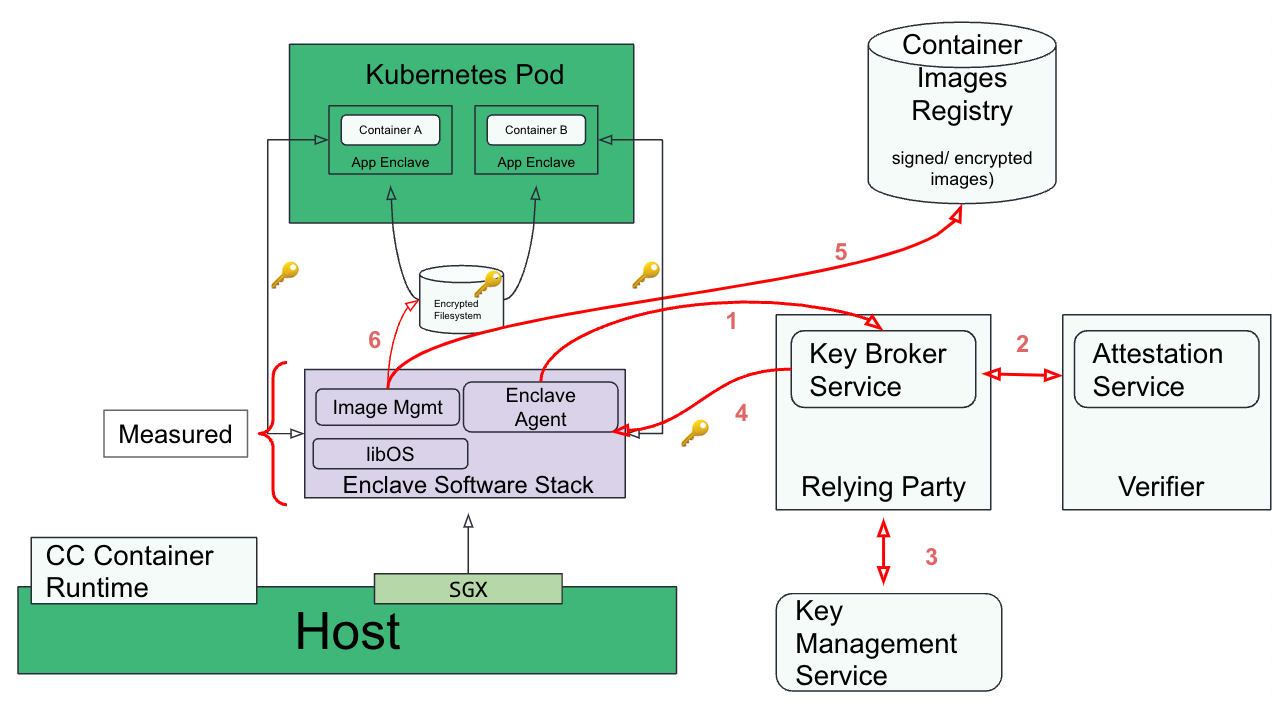 Kubernetes Pod
Container A
App Enclave
Container B
App Enclave
Container
Images
Registry
signed/ encrypted
images)
5
Encrypted
Filesystem
1
6
Key Broker
Service
2
Attestation
Service
4
Image Mgmt
Enclave
Agent
Measured
libOS
Enclave Software Stack
Relying Party
Verifier
CC Container
Runtime
SGX
Host
3
Key
Management
Service